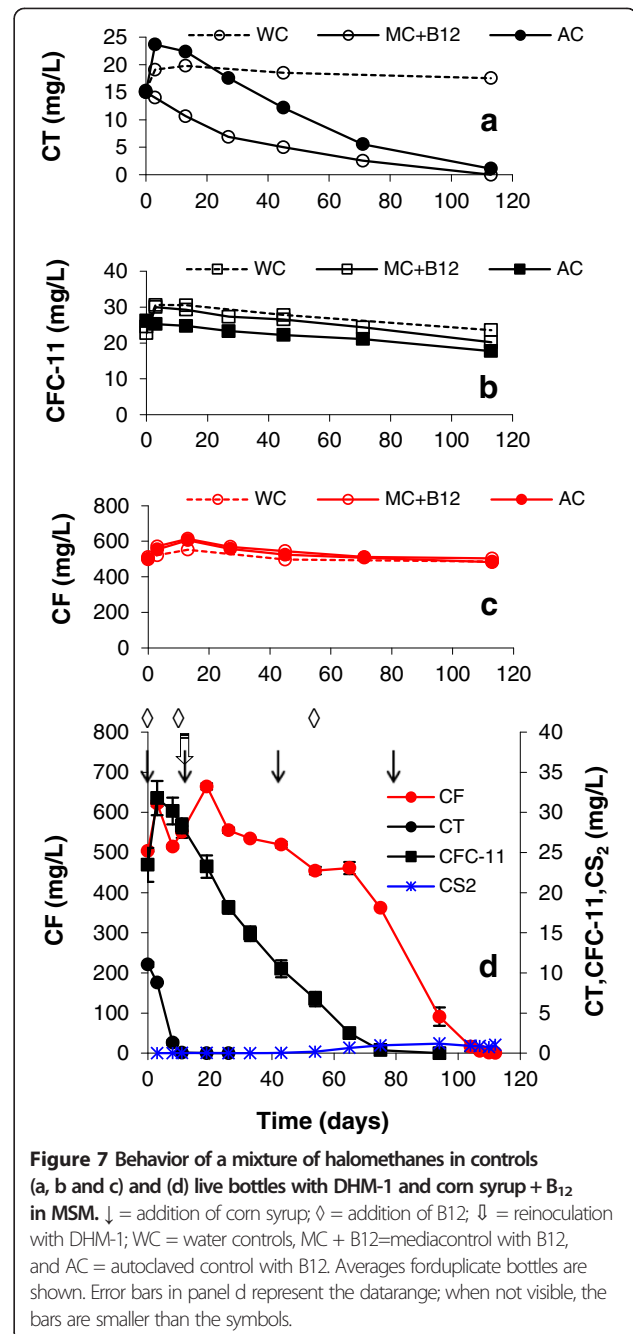 WC MC+B12 AC
25
20
15
10
5
0
CT (mg/L)
a
0 20 40 60 80 100 120
WC MC+B12 AC
40
30
20
10
0
CFC-11 (mg/L)
b
0 20 40 60 80 100 120
WC MC+B12 AC
800
600
400
200
0
CF (mg/L)
c
0 20 40 60 80 100 120
800
700
600
500
400
300
200
100
0
CF (mg/L)
CF
CT
CFC-11
CS2
d
40
35
30
25
20
15
10
5
0
CT,CFC-11,CS2 (mg/L)
0 20 40 60 80 100 120
Time (days)
Figure 7 Behavior of a mixture of halomethanes in controls
(a, b and c) and (d) live bottles with DHM-1 and corn syrup + B12
in MSM. ↓ = addition of corn syrup; ◊ = addition of B12; ⇩ = reinoculation
with DHM-1; WC = water controls, MC + B12=mediacontrol with B12,
and AC = autoclaved control with B12. Averages forduplicate bottles are
shown. Error bars in panel d represent the datarange; when not visible, the
bars are smaller than the symbols.